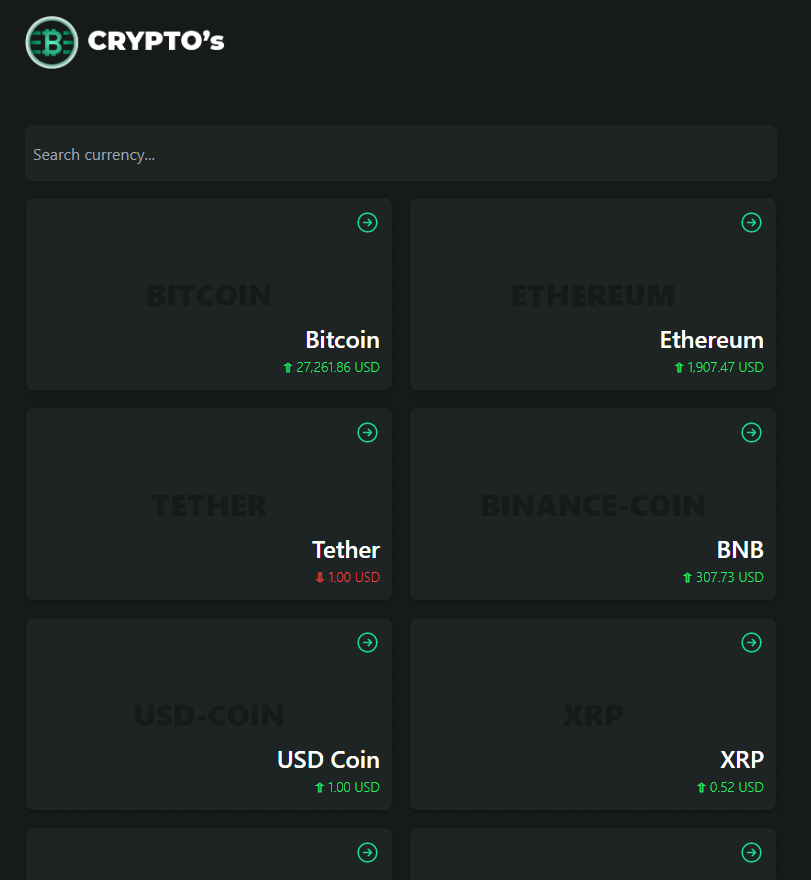 CRYPTO’s
Search currency...
BITCOIN
Bitcoin
⇧ 27,261.86 USD
ETHEREUM
Ethereum
⇧ 1,907.47 USD
TETHER
Tether
⇩ 1.00 USD
BINANCE-COIN
BNB
⇧ 307.73 USD
USD-COIN
USD Coin
⇧ 1.00 USD
XRP
XRP
⇧ 0.52 USD